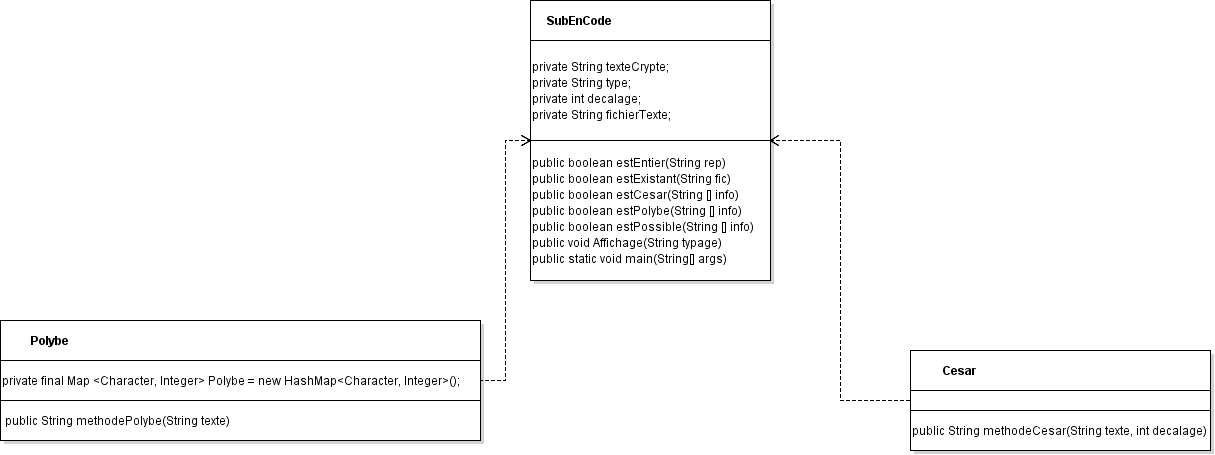 SubEnCode
private String texteCrypte;
private String type;
private int decalage;
private String fichierTexte;
public boolean estEntier(String rep)
public boolean estExistant(String fic)
public boolean estCesar(String [] info)
public boolean estPolybe(String [] info)
public boolean estPossible(String [] info)
public void Affichage(String typage)
public static void main(String[] args)
Polybe
private final Map <Character, Integer> Polybe = new HashMap<Character, Integer>();
public String methodePolybe(String texte)
Cesar
public String methodeCesar(String texte, int decalage)